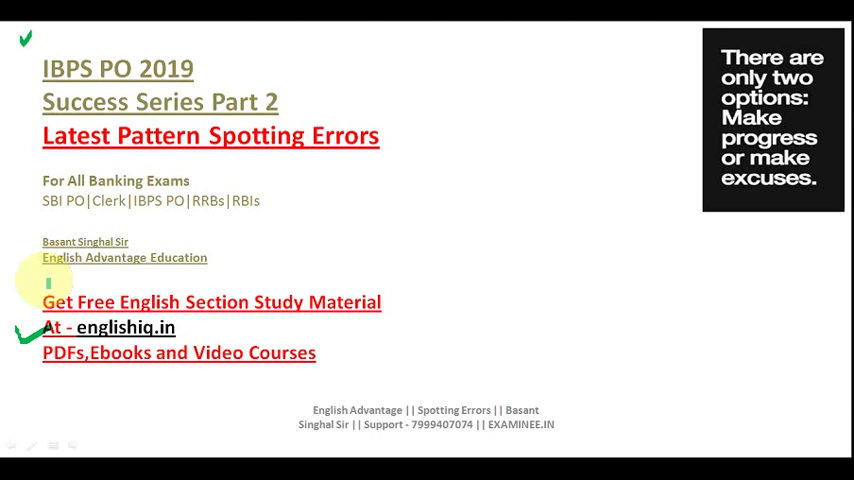 IBPS PO 2019
Success Series Part 2
Latest Pattern Spotting Errors
For All Banking Exams
SBI PO|Clerk|IBPS PO|RRBs|RBIs
Basant Singhal Sir
English Advantage Education
Get Free English Section Study Material
At - englishiq.in
PDFs,Ebooks and Video Courses
There are
only two
options:
Make
progress
or make
excuses.
English Advantage || Spotting Errors || Basant
Singhal Sir || Support - 7999407074 || EXAMINEE.IN